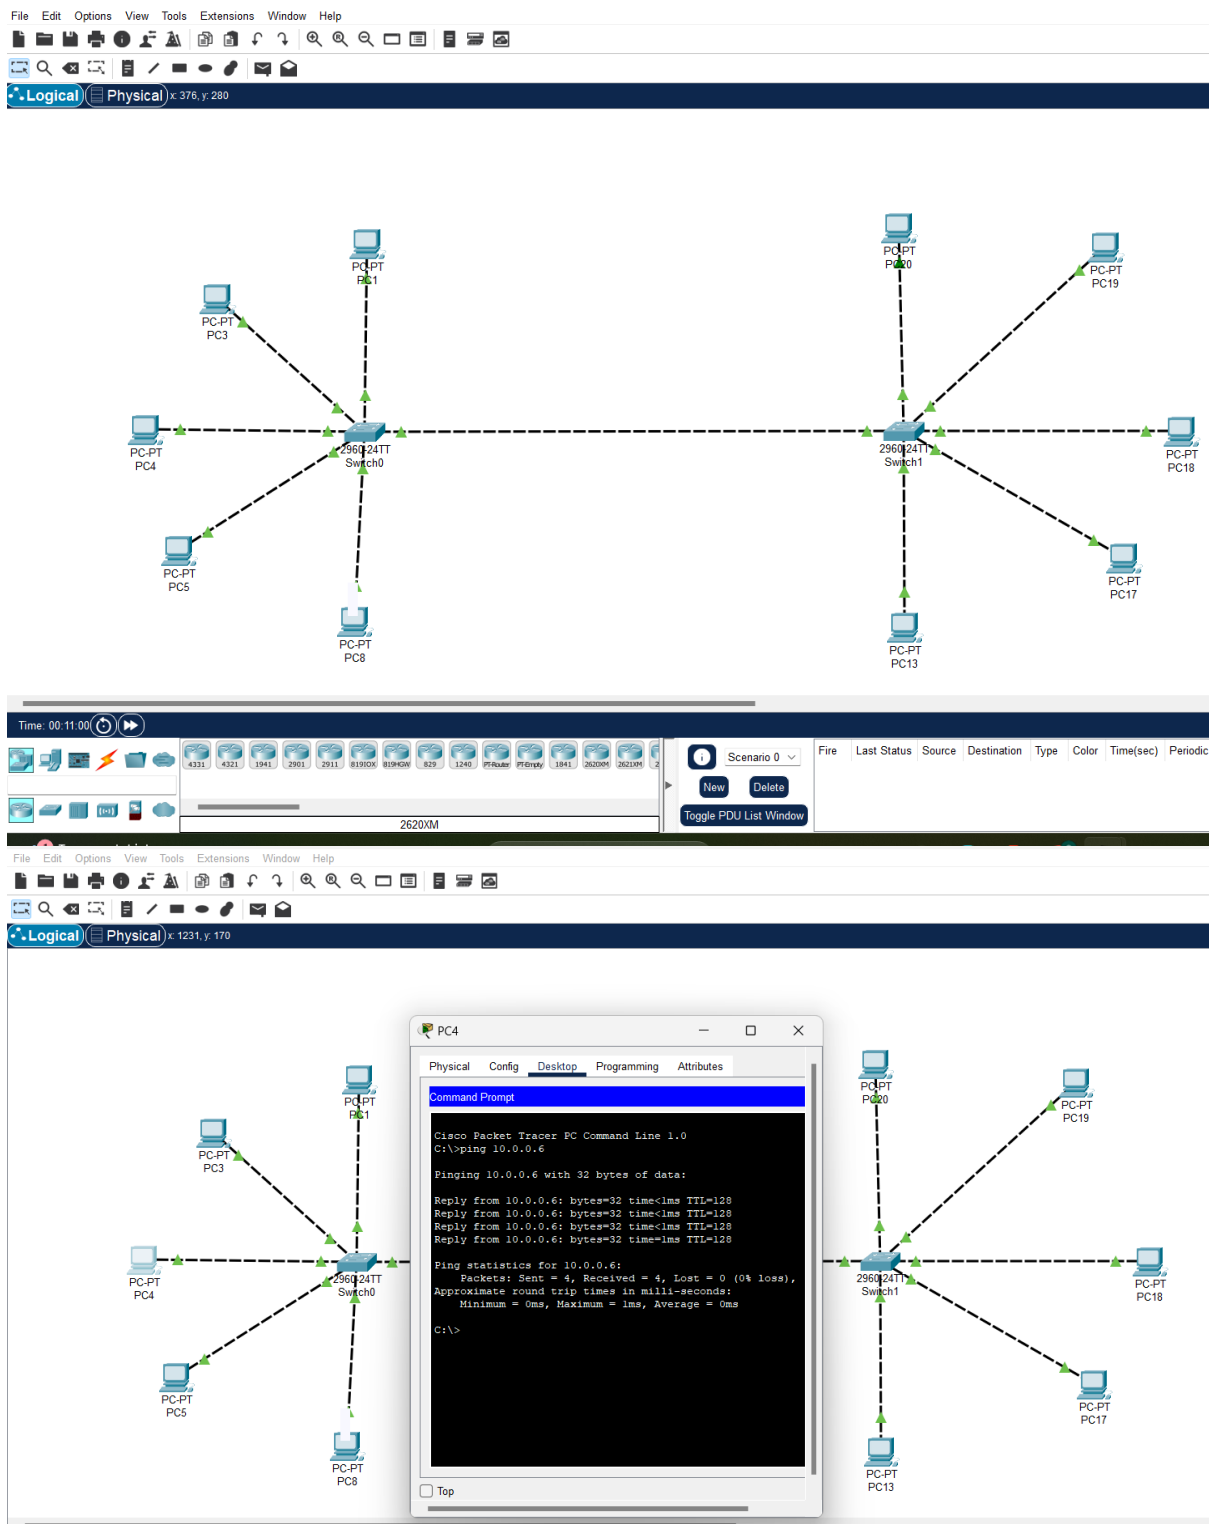 File Edit Options View Tools Extensions Window Help
Logical Physical x: 376, y: 280
PC-PT
PC1
PC-PT
PC20
PC-PT
PC19
PC-PT
PC3
PC-PT
PC4
2960-24TT
Switch0
2960-24TT
Switch1
PC-PT
PC18
PC-PT
PC5
PC-PT
PC17
PC-PT
PC8
PC-PT
PC13
Time: 00:11:00
4331 4321 1941 2901 2911 819IOX 819HGW 829 1240 PT-Router PT-Empty 1841 2620XM 2621XM 2
2620XM
Scenario 0
New Delete
Toggle PDU List Window
Fire Last Status Source Destination Type Color Time(sec) Periodic
File Edit Options View Tools Extensions Window Help
Logical Physical x: 1231, y: 170
PC4
Physical Config Desktop Programming Attributes
Command Prompt
Cisco Packet Tracer PC Command Line 1.0
C:\>ping 10.0.0.6
Pinging 10.0.0.6 with 32 bytes of data:
Reply from 10.0.0.6: bytes=32 time<1ms TTL=128
Reply from 10.0.0.6: bytes=32 time<1ms TTL=128
Reply from 10.0.0.6: bytes=32 time<1ms TTL=128
Reply from 10.0.0.6: bytes=32 time=1ms TTL=128
Ping statistics for 10.0.0.6:
Packets: Sent = 4, Received = 4, Lost = 0 (0% loss),
Approximate round trip times in milli-seconds:
Minimum = 0ms, Maximum = 1ms, Average = 0ms
C:\>
Top
PC-PT
PC1
PC-PT
PC20
PC-PT
PC19
PC-PT
PC3
PC-PT
PC4
2960-24TT
Switch0
2960-24TT
Switch1
PC-PT
PC18
PC-PT
PC5
PC-PT
PC17
PC-PT
PC8
PC-PT
PC13